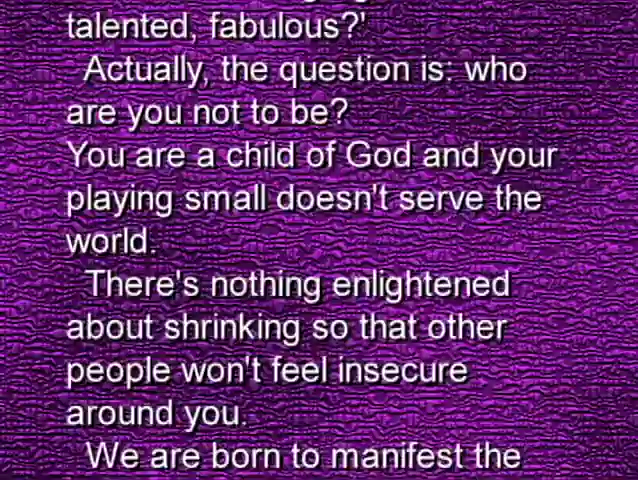 talented, fabulous?'
Actually, the question is: who
are you not to be?
You are a child of God and your
playing small doesn't serve the
world.
There's nothing enlightened
about shrinking so that other
people won't feel insecure
around you.
We are born to manifest the